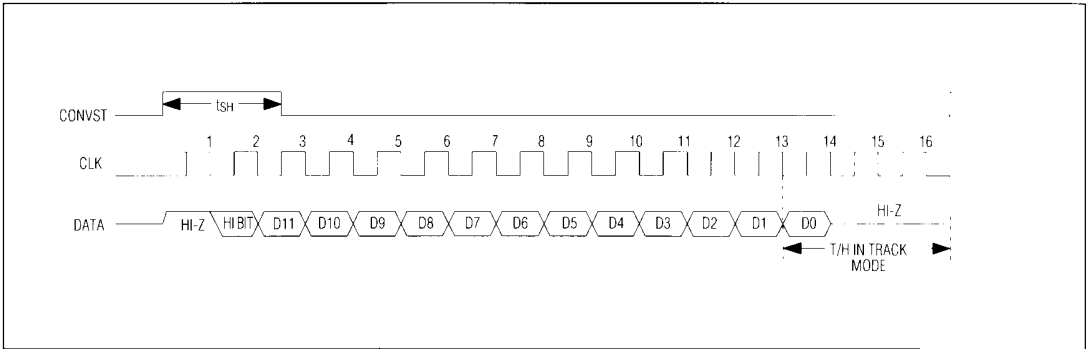 tSH
CONVST
1 2 3 4 5 6 7 8 9 10 11 12 13 14 15 16
CLK
DATA HI-Z HI BIT D11 D10 D9 D8 D7 D6 D5 D4 D3 D2 D1 D0 HI-Z
T/H IN TRACK
MODE